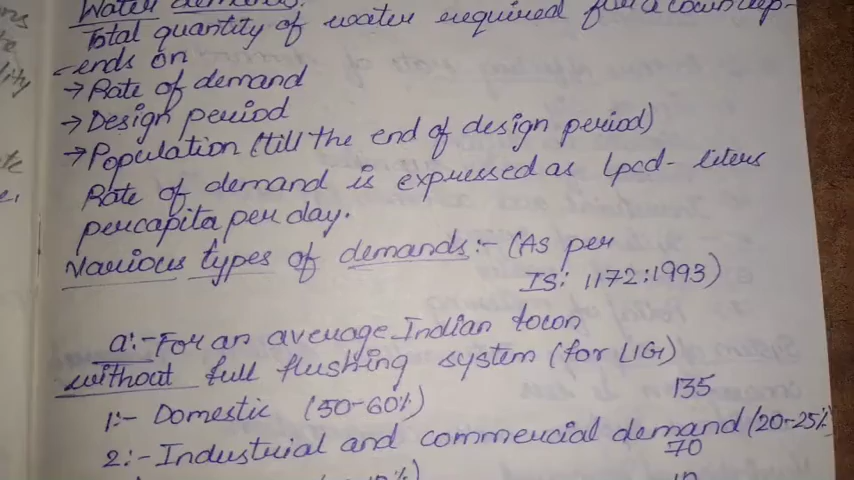 Water demands:
Total quantity of water required for a town dep-
-ends on
→ Rate of demand
→ Design period
→ Population (till the end of design period)
Rate of demand is expressed as lpcd - liters
percapita per day.
Various types of demands:- (As per
IS: 1172:1993)
a:- For an average Indian town
without full flushing system (for LIG)
135
1:- Domestic (50-60%)
2:- Industrial and commercial demand (20-25%)
70